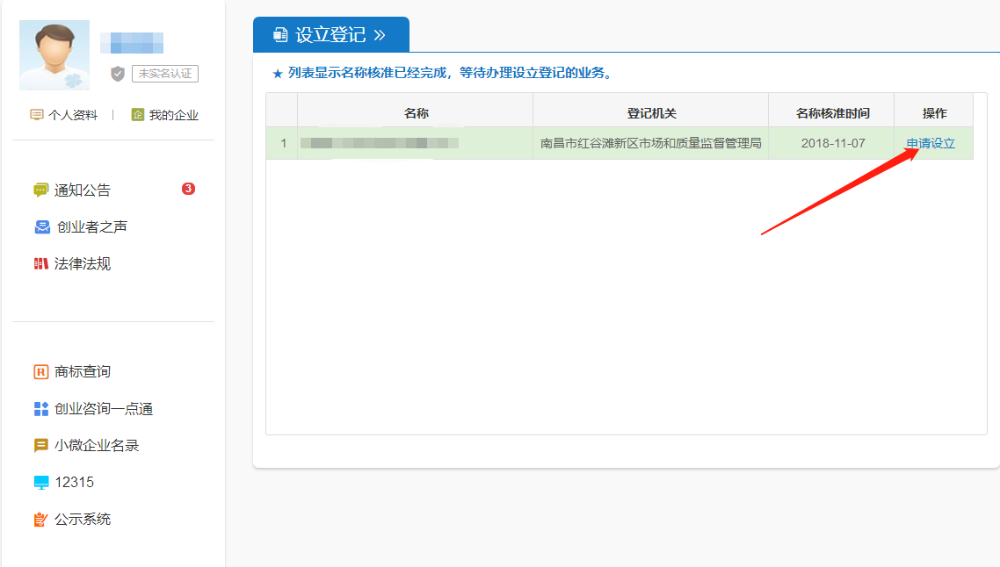 未实名认证
个人资料
我的企业
通知公告
3
创业者之声
法律法规
商标查询
创业咨询一点通
小微企业名录
12315
公示系统
设立登记 »
★ 列表显示名称核准已经完成，等待办理设立登记的业务。
名称 登记机关 名称核准时间 操作
1 南昌市红谷滩新区市场和质量监督管理局 2018-11-07 申请设立